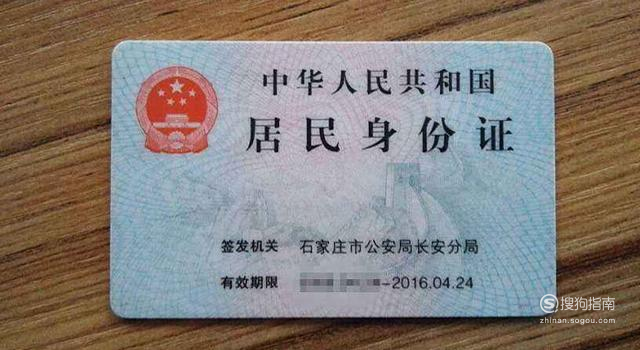 中华人民共和国
居民身份证
签发机关 石家庄市公安局长安分局
有效期限 -2016.04.24
搜狗指南
zhinan.sogou.com